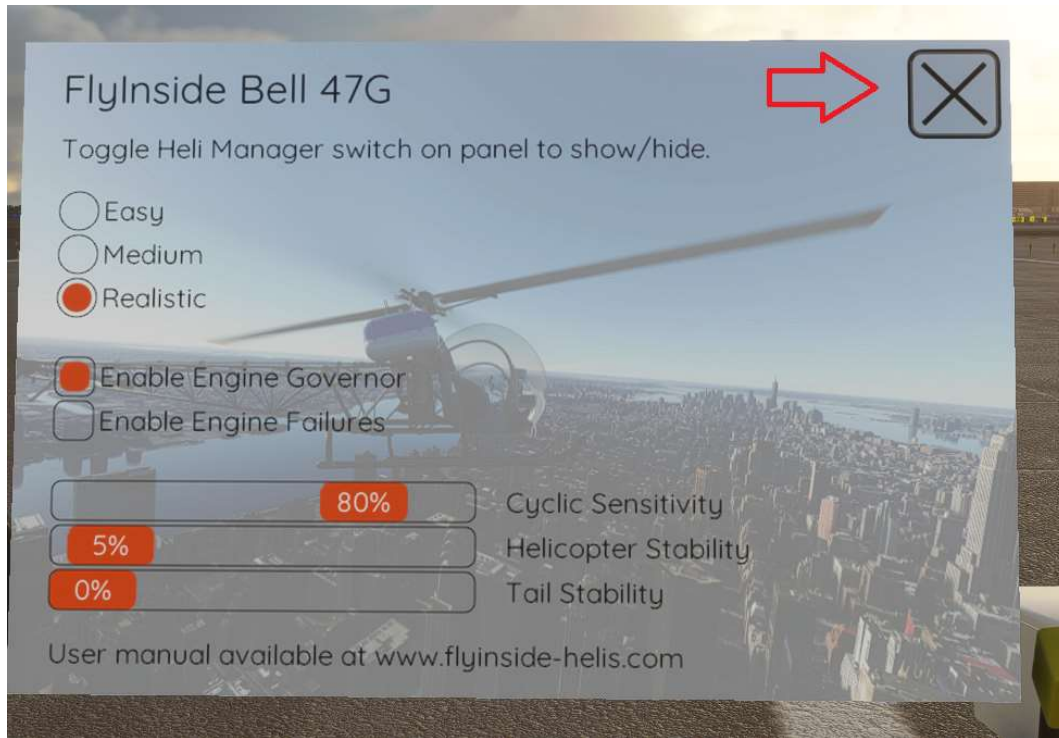 FlyInside Bell 47G
Toggle Heli Manager switch on panel to show/hide.
Easy
Medium
Realistic
Enable Engine Governor
Enable Engine Failures
80% Cyclic Sensitivity
5% Helicopter Stability
0% Tail Stability
User manual available at www.flyinside-helis.com